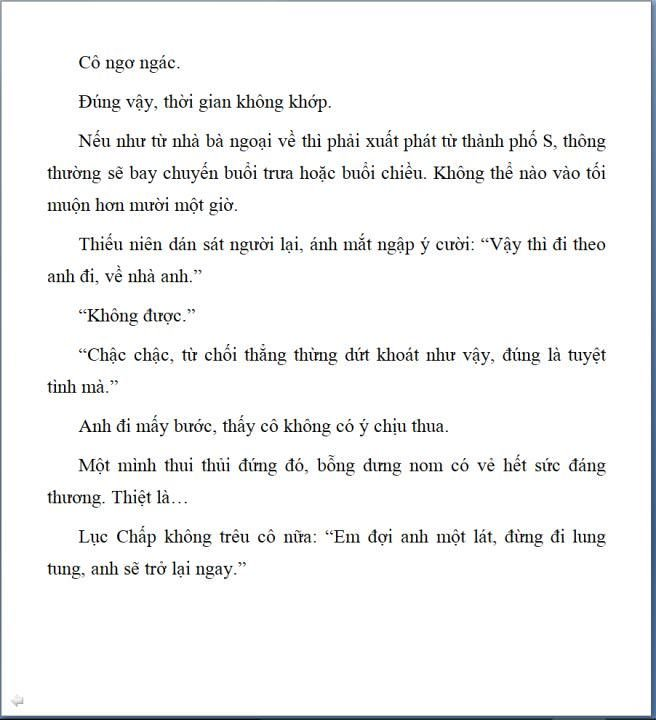 Cô ngơ ngác.
Đúng vậy, thời gian không khớp.
Nếu như từ nhà bà ngoại về thì phải xuất phát từ thành phố S, thông
thường sẽ bay chuyến buổi trưa hoặc buổi chiều. Không thể nào vào tối
muộn hơn mười một giờ.
Thiếu niên dán sát người lại, ánh mắt ngập ý cười: “Vậy thì đi theo
anh đi, về nhà anh.”
“Không được.”
“Chậc chậc, từ chối thẳng thừng dứt khoát như vậy, đúng là tuyệt
tình mà.”
Anh đi mấy bước, thấy cô không có ý chịu thua.
Một mình thui thủi đứng đó, bỗng dưng nom có vẻ hết sức đáng
thương. Thiệt là…
Lục Chấp không trêu cô nữa: “Em đợi anh một lát, đừng đi lung
tung, anh sẽ trở lại ngay.”